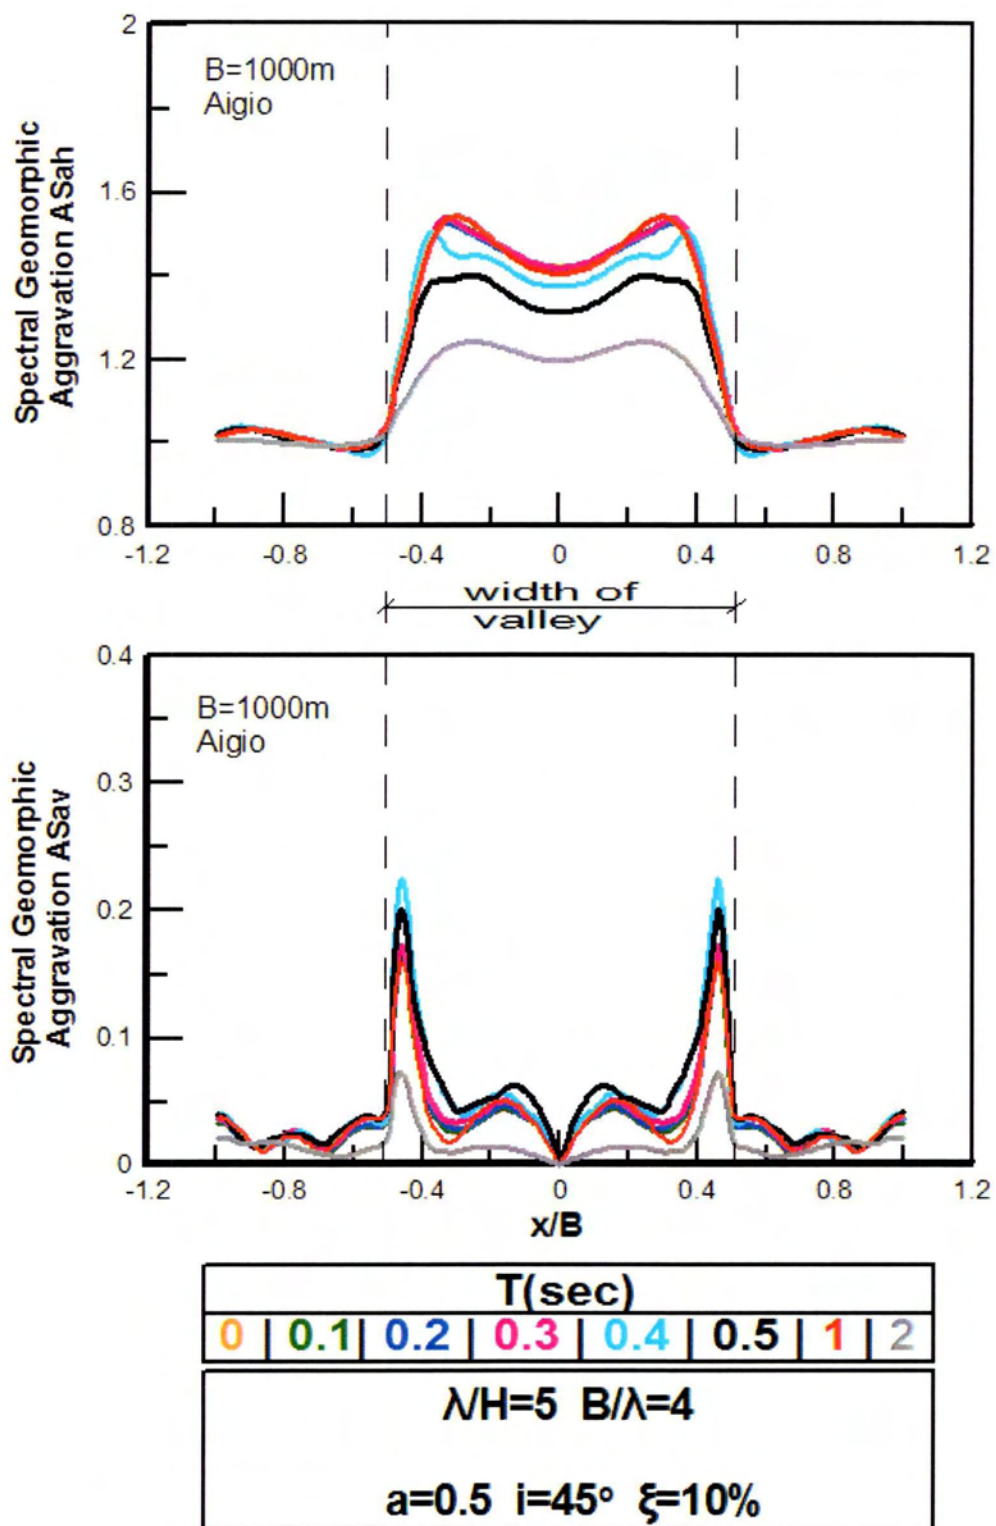 2
1.6
1.2
0.8
Spectral Geomorphic
Aggravation ASah
B=1000m
Aigio
-1.2 -0.8 -0.4 0 0.4 0.8 1.2
width of
valley
0.4
0.3
0.2
0.1
0
Spectral Geomorphic
Aggravation ASav
B=1000m
Aigio
-1.2 -0.8 -0.4 0 0.4 0.8 1.2
x/B
T(sec)
0 | 0.1 | 0.2 | 0.3 | 0.4 | 0.5 | 1 | 2
λ/H=5 B/λ=4
a=0.5 i=45° ξ=10%